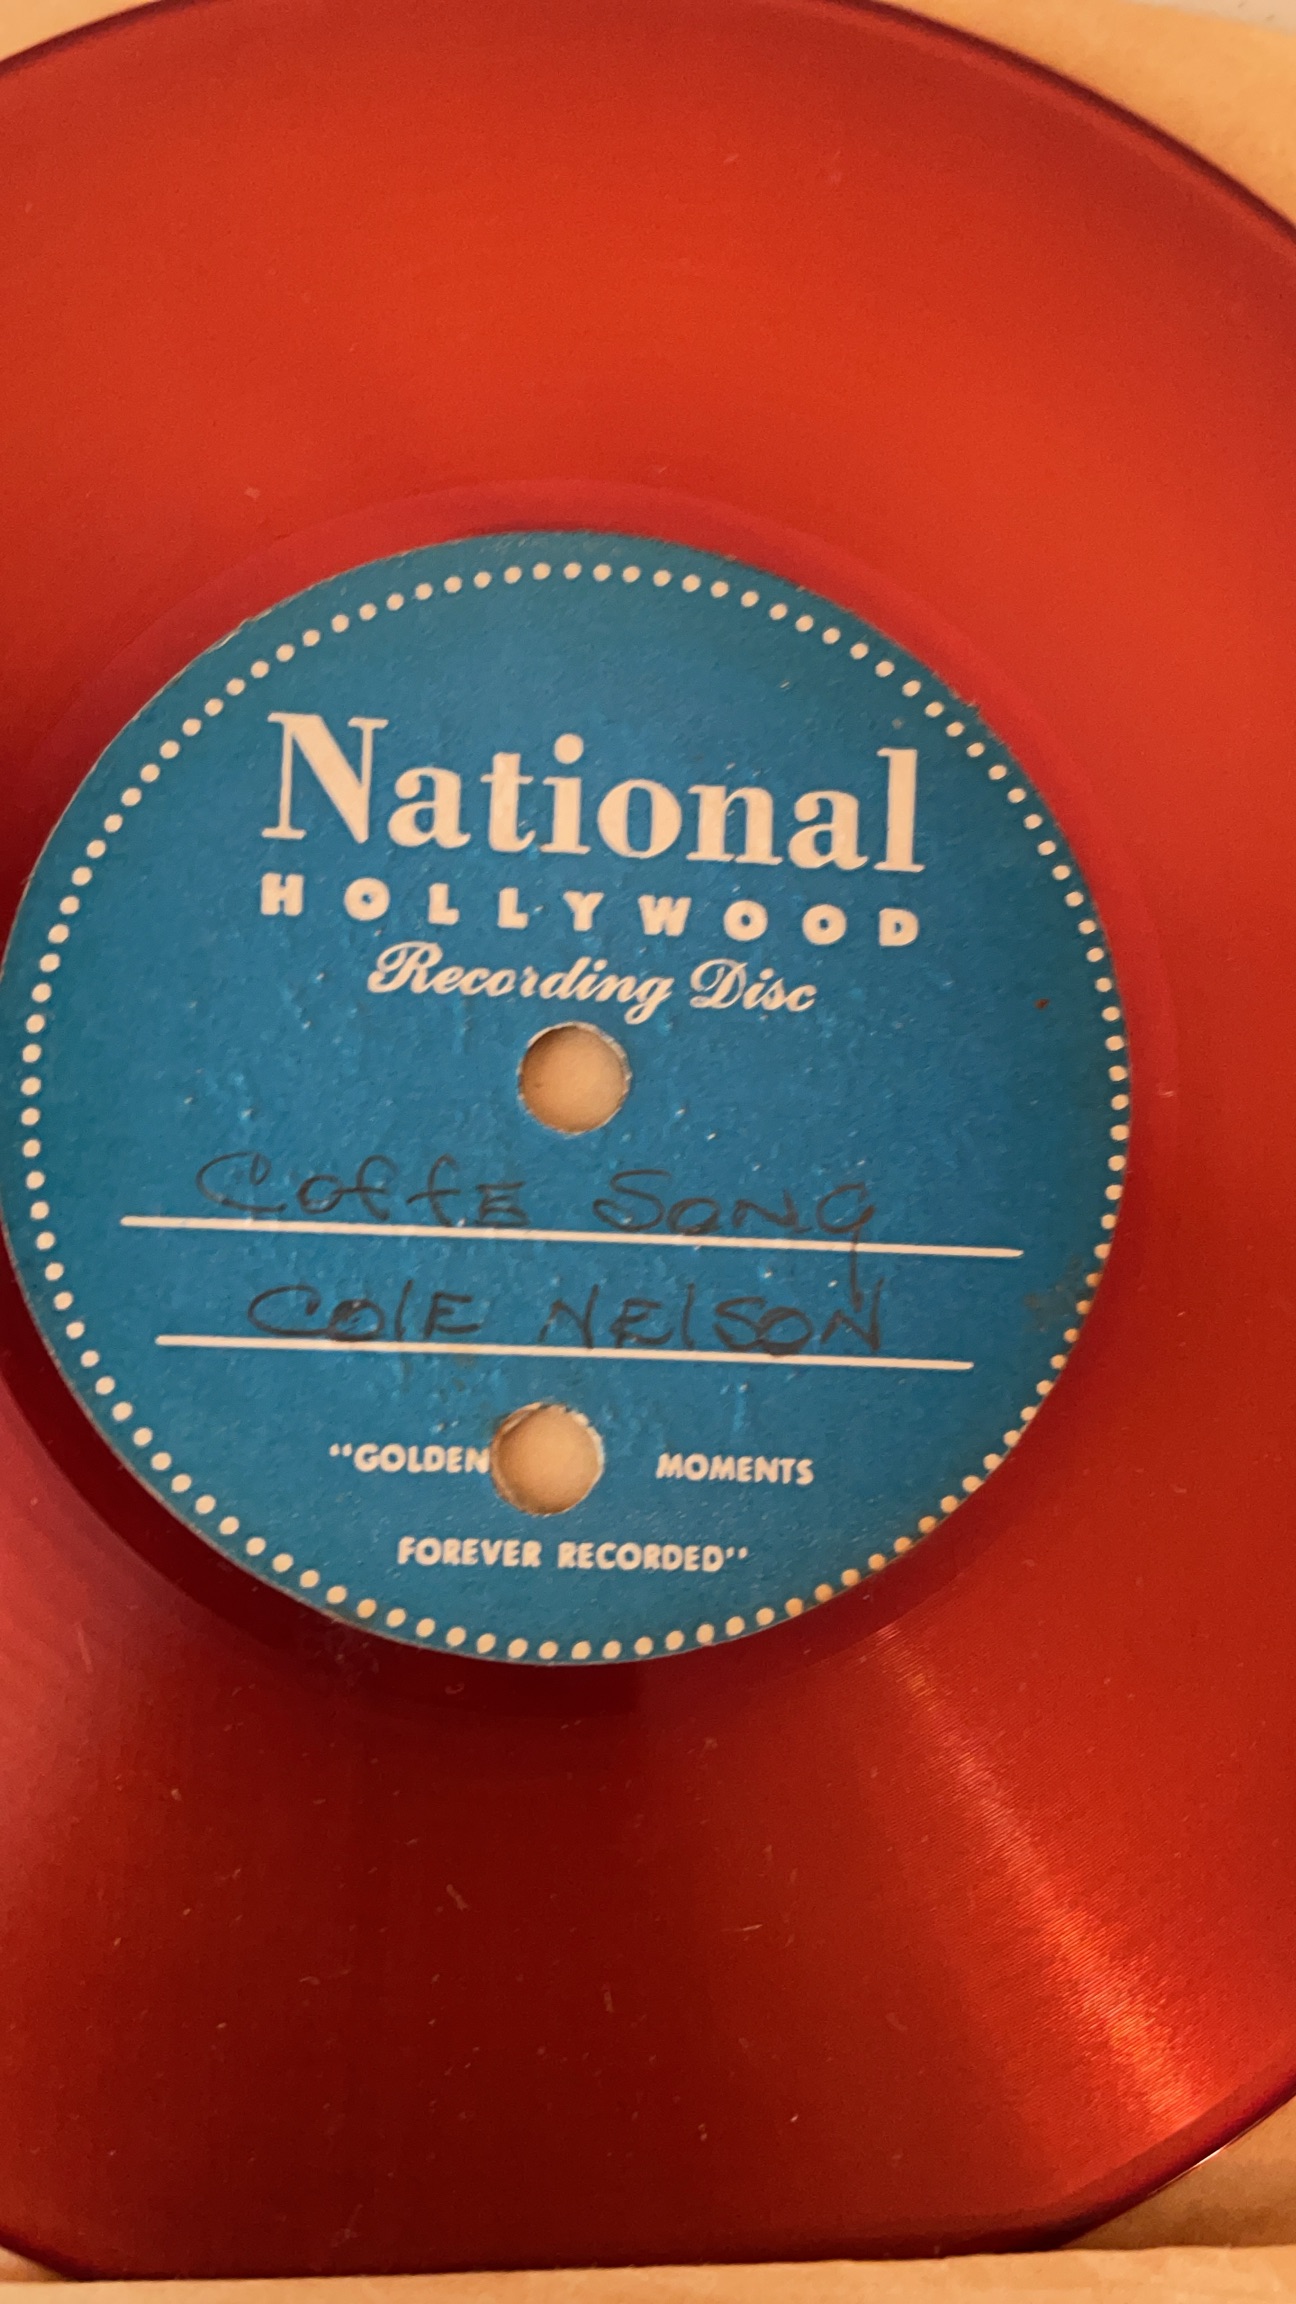 National
HOLLYWOOD
Recording Disc
COffE SONG
COlE NElSON
“GOLDEN MOMENTS
FOREVER RECORDED”